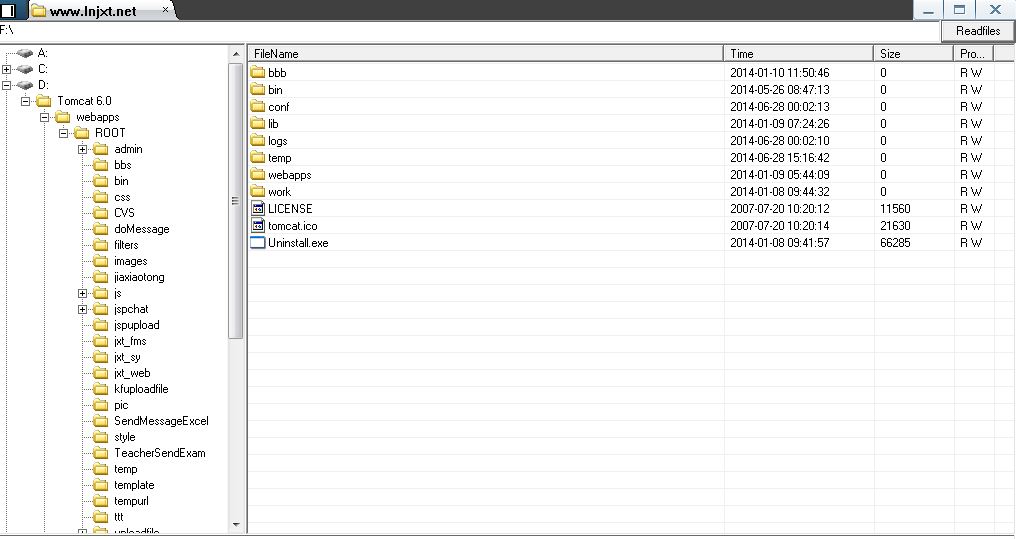 www.lnjxt.net
F:\
Readfiles
A:
C:
D:
Tomcat 6.0
webapps
ROOT
admin
bbs
bin
css
CVS
doMessage
filters
images
jiaxiaotong
js
jspchat
jspupload
jxt_fms
jxt_sy
jxt_web
kfuploadfile
pic
SendMessageExcel
style
TeacherSendExam
temp
template
tempurl
ttt
uploadfile
FileName Time Size Pro...
bbb 2014-01-10 11:50:46 0 R W
bin 2014-05-26 08:47:13 0 R W
conf 2014-06-28 00:02:13 0 R W
lib 2014-01-09 07:24:26 0 R W
logs 2014-06-28 00:02:10 0 R W
temp 2014-06-28 15:16:42 0 R W
webapps 2014-01-09 05:44:09 0 R W
work 2014-01-08 09:44:32 0 R W
LICENSE 2007-07-20 10:20:12 11560 R W
tomcat.ico 2007-07-20 10:20:14 21630 R W
Uninstall.exe 2014-01-08 09:41:57 66285 R W